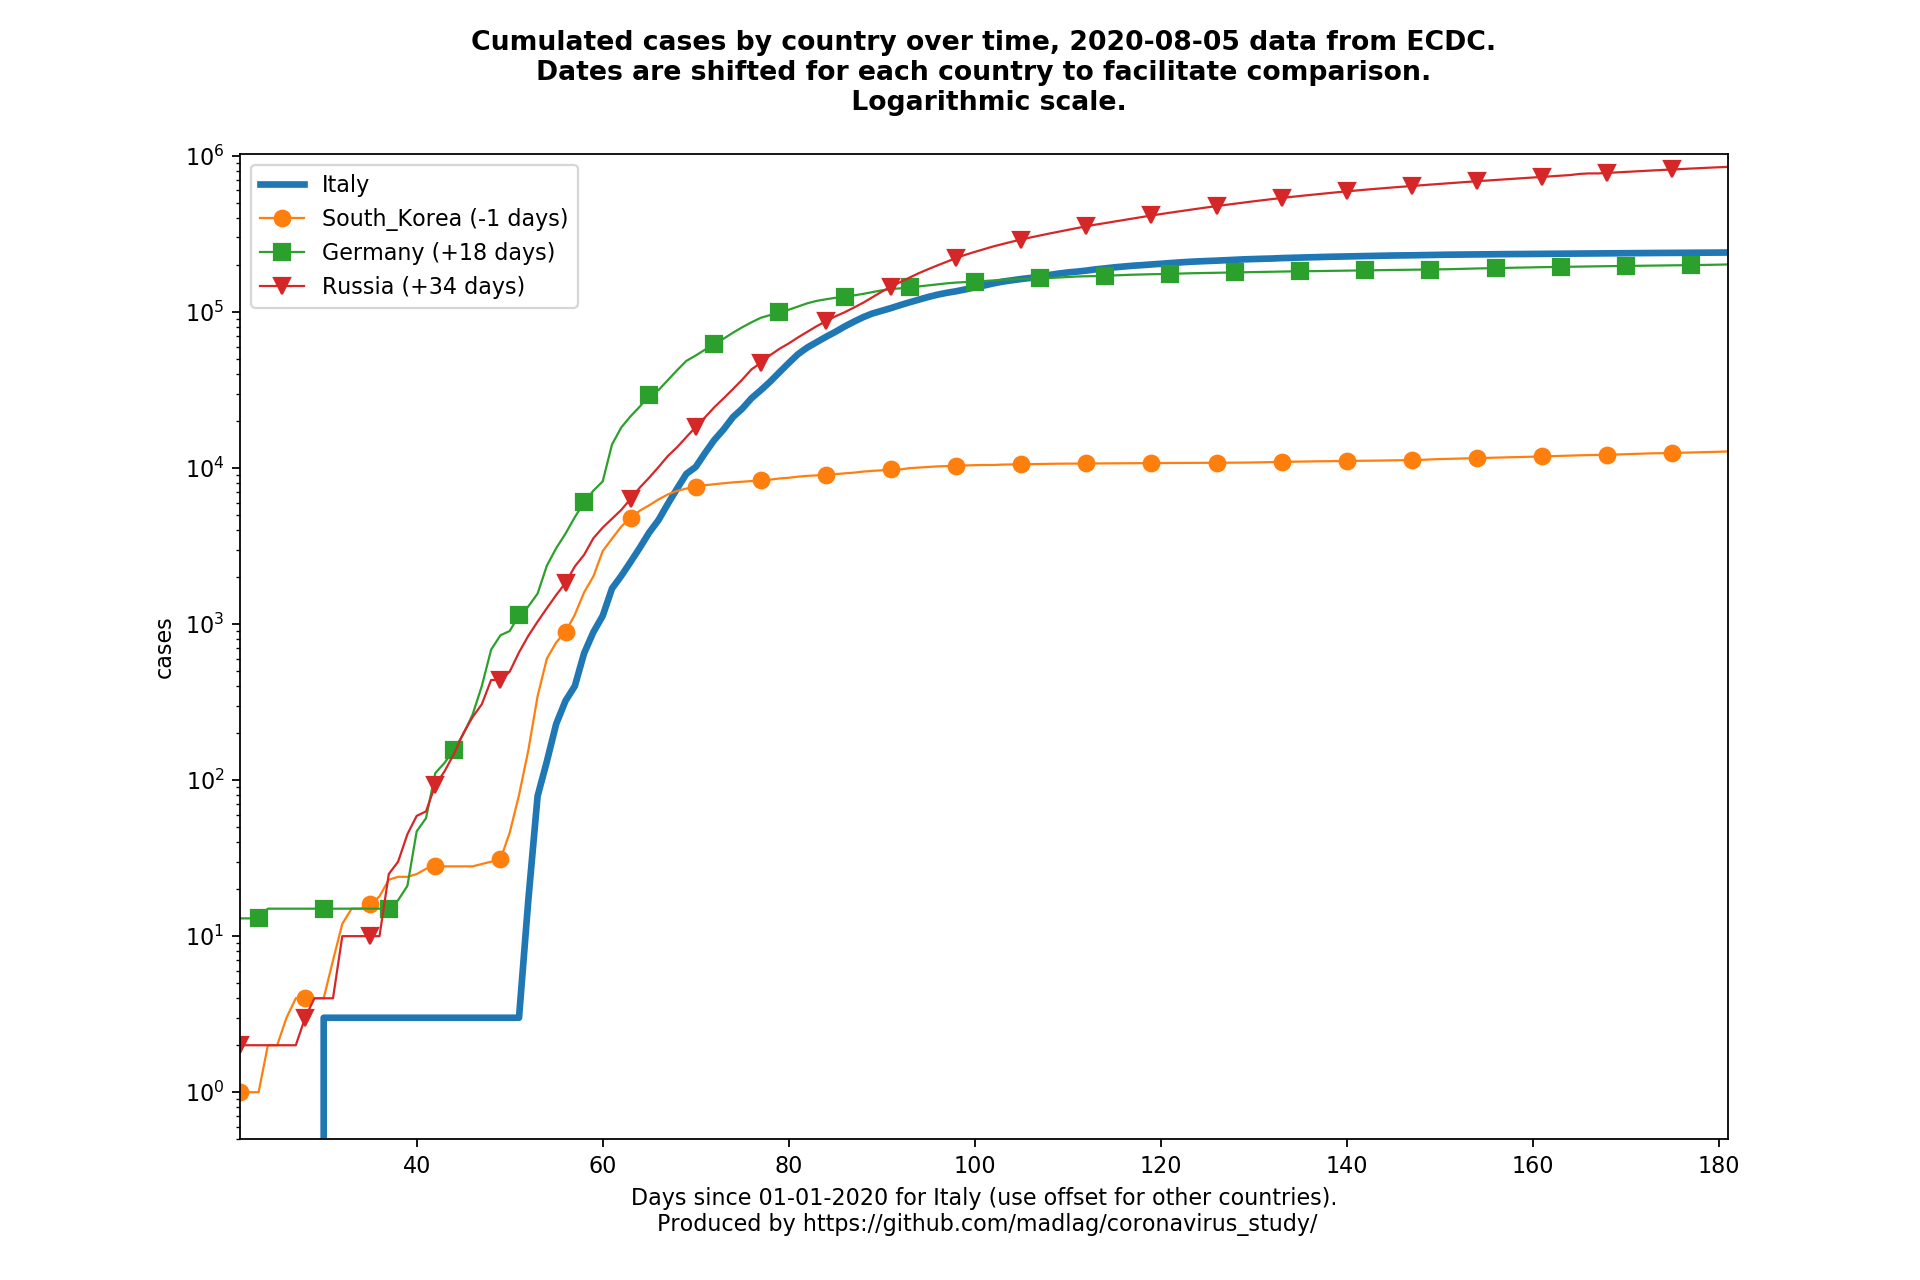 Cumulated cases by country over time, 2020-08-05 data from ECDC.
Dates are shifted for each country to facilitate comparison.
Logarithmic scale.
Italy
South_Korea (-1 days)
Germany (+18 days)
Russia (+34 days)
cases
10^6
10^5
10^4
10^3
10^2
10^1
10^0
40 60 80 100 120 140 160 180
Days since 01-01-2020 for Italy (use offset for other countries).
Produced by https://github.com/madlag/coronavirus_study/